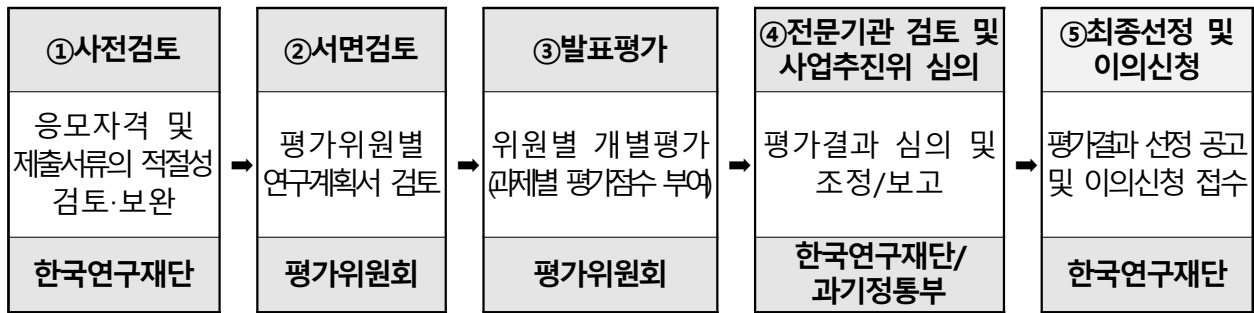 ①사전검토
응모자격 및
제출서류의 적절성
검토·보완
한국연구재단
➡
②서면검토
평가위원별
연구계획서 검토
평가위원회
➡
③발표평가
위원별 개별평가
(과제별 평가점수 부여)
평가위원회
➡
④전문기관 검토 및
사업추진위 심의
평가결과 심의 및
조정/보고
한국연구재단/
과기정통부
➡
⑤최종선정 및
이의신청
평가결과 선정 공고
및 이의신청 접수
한국연구재단